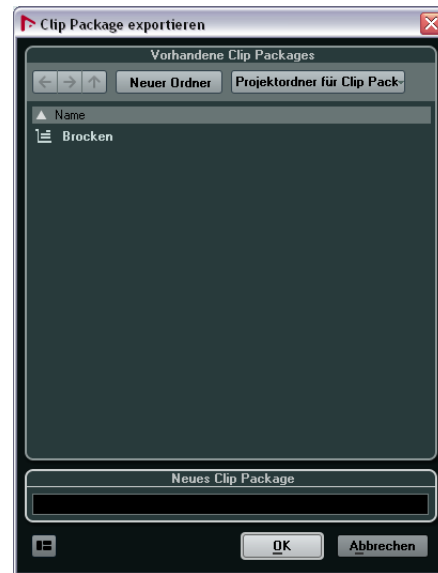 Clip Package exportieren
Vorhandene Clip Packages
Neuer Ordner Projektordner für Clip Pack
Name
Brocken
Neues Clip Package
OK Abbrechen